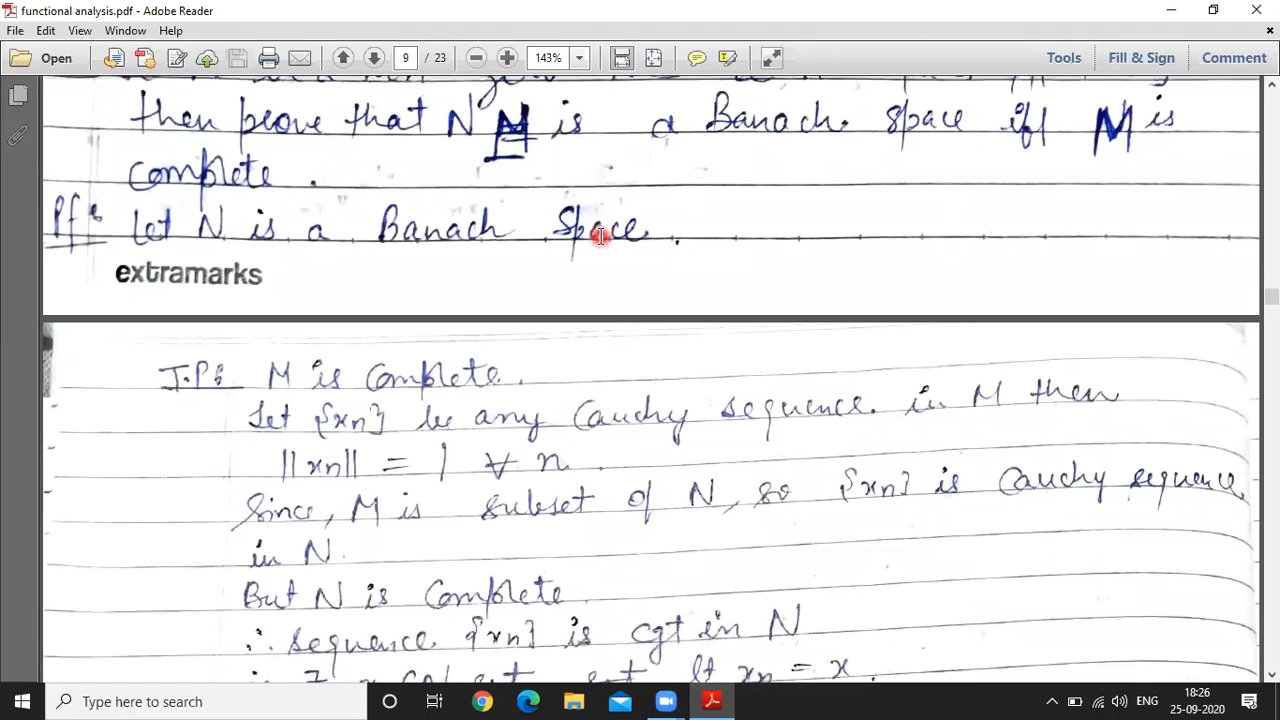 functional analysis.pdf - Adobe Reader
File Edit View Window Help
Open 9 / 23 143% Tools Fill & Sign Comment
then prove that N M is a Banach space iff M is
complete.
Pf: Let N is a Banach Space.
extramarks
T.P: M is Complete.
Let {xn} be any Cauchy sequence. in M then
||xn|| = 1 ∀ n.
Since, M is subset of N, so {xn} is Cauchy sequence
in N.
But N is Complete
∴ sequence {xn} is cgt in N
lt xn = x.
Type here to search
ENG
18:26
25-09-2020